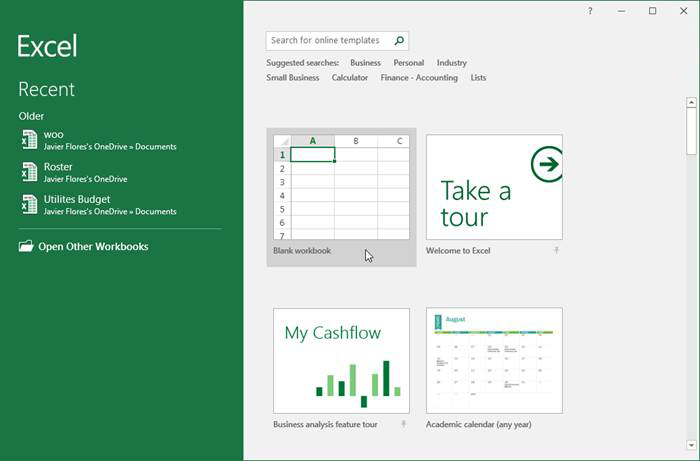 Excel
Recent
Older
woo
Javier Flores's OneDrive » Documents
Roster
Javier Flores's OneDrive
Utilites Budget
Javier Flores's OneDrive » Documents
Open Other Workbooks
?
Search for online templates
Suggested searches: Business Personal Industry
Small Business Calculator Finance - Accounting Lists
A B C
1
2
3
4
5
6
7
Blank workbook
Take a
tour
Welcome to Excel
My Cashflow
Business analysis feature tour
August
Academic calendar (any year)